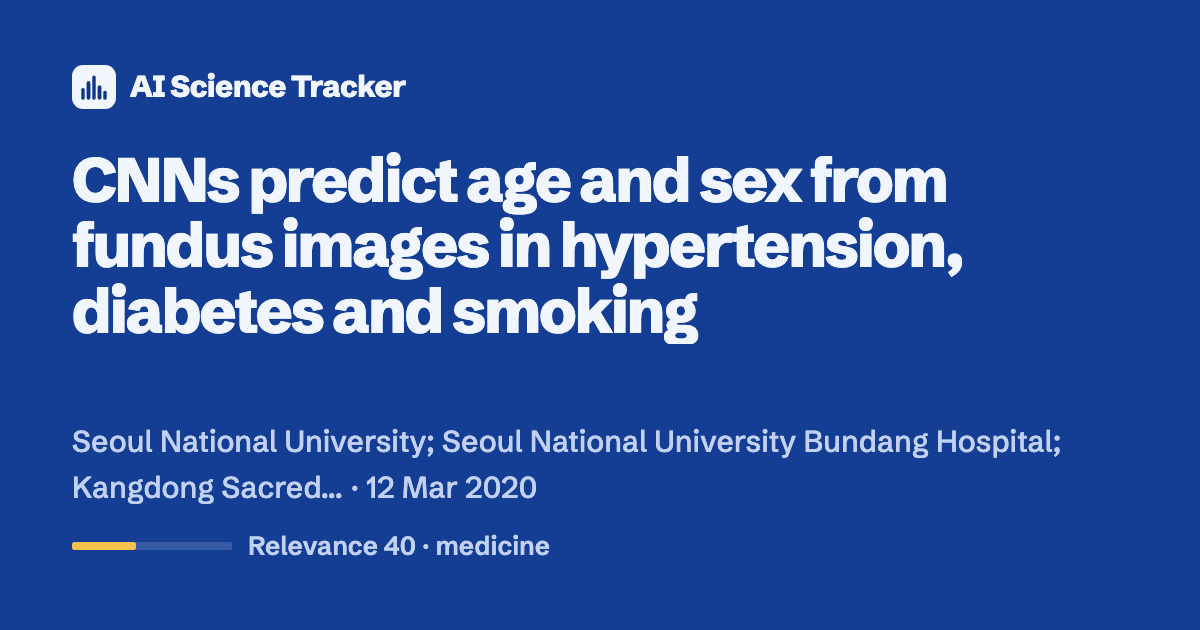 AI Science Tracker
CNNs predict age and sex from
fundus images in hypertension,
diabetes and smoking
Seoul National University; Seoul National University Bundang Hospital;
Kangdong Sacred... · 12 Mar 2020
Relevance 40 · medicine